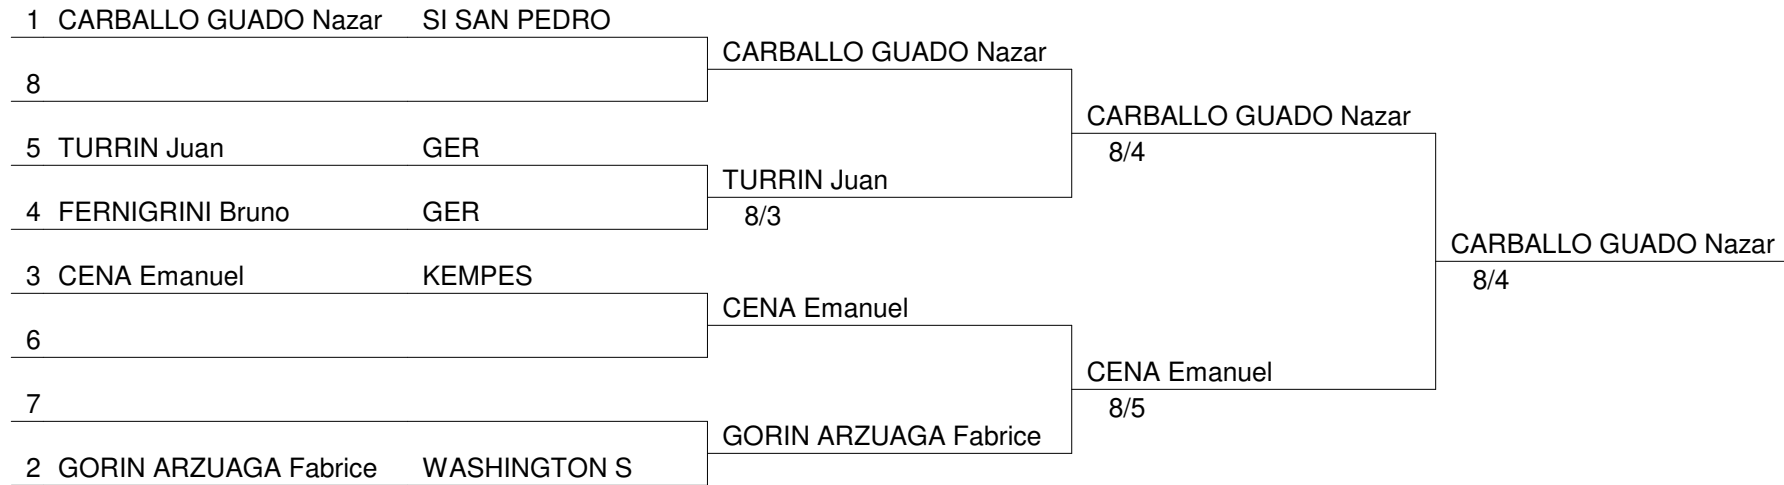 1 CARBALLO GUADO Nazar SI SAN PEDRO
CARBALLO GUADO Nazar
8
CARBALLO GUADO Nazar
8/4
5 TURRIN Juan GER
TURRIN Juan
8/3
4 FERNIGRINI Bruno GER
CARBALLO GUADO Nazar
8/4
3 CENA Emanuel KEMPES
CENA Emanuel
6
CENA Emanuel
8/5
7
GORIN ARZUAGA Fabrice
2 GORIN ARZUAGA Fabrice WASHINGTON S